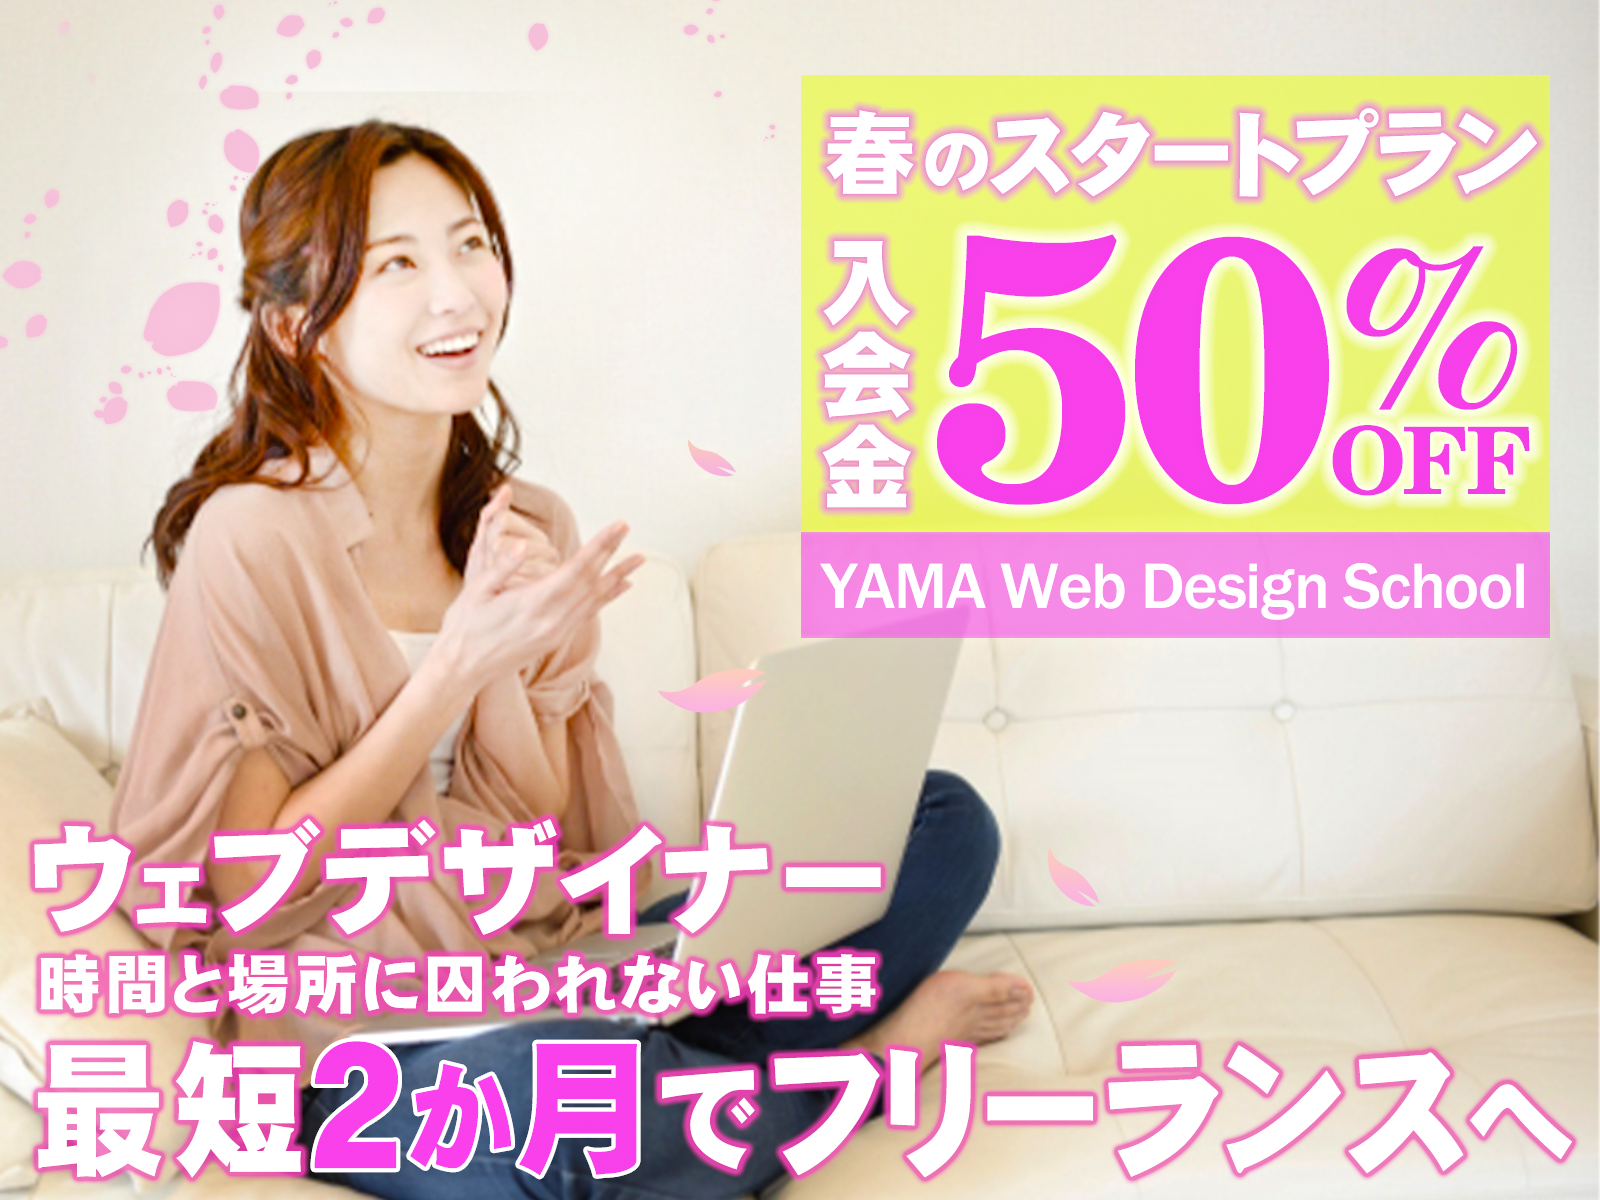 春のスタートプラン
入会金
50%OFF
YAMA Web Design School
ウェブデザイナー
時間と場所に囚われない仕事
最短2か月でフリーランスへ